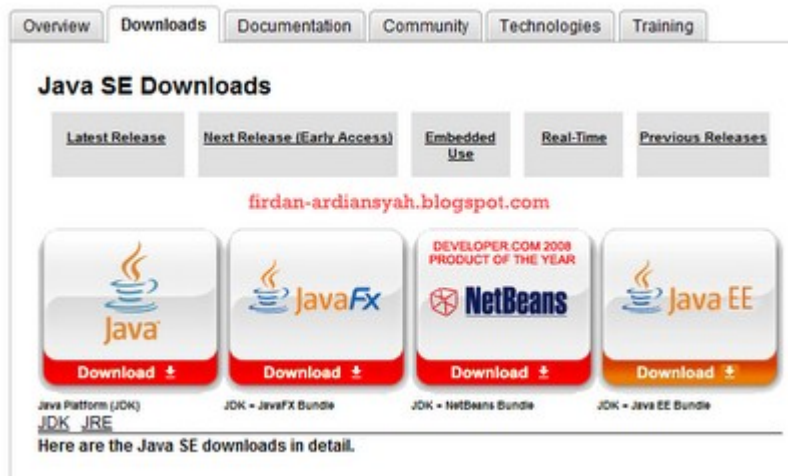 Overview Downloads Documentation Community Technologies Training
Java SE Downloads
Latest Release Next Release (Early Access) Embedded Use Real-Time Previous Releases
firdan-ardiansyah.blogspot.com
Java
JavaFX
DEVELOPER.COM 2008
PRODUCT OF THE YEAR
NetBeans
Java EE
Download Download Download Download
Java Platform (JDK) JDK + JavaFX Bundle JDK + NetBeans Bundle JDK + Java EE Bundle
JDK JRE
Here are the Java SE downloads in detail.